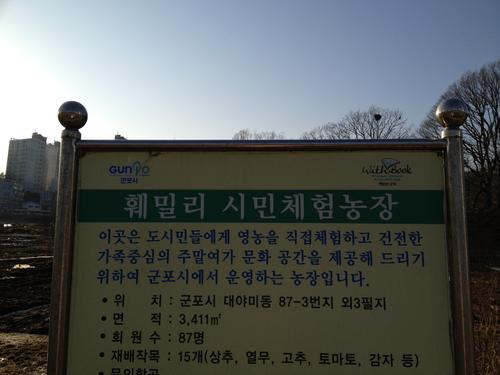 GUNPO
군포시
With Book
훼밀리 시민체험농장
이곳은 도시민들에게 영농을 직접체험하고 건전한
가족중심의 주말여가 문화 공간을 제공해 드리기
위하여 군포시에서 운영하는 농장입니다.
• 위 치 : 군포시 대야미동 87-3번지 외3필지
• 면 적 : 3,411㎡
• 회 원 수 : 87명
• 재배작목 : 15개(상추, 열무, 고추, 토마토, 감자 등)